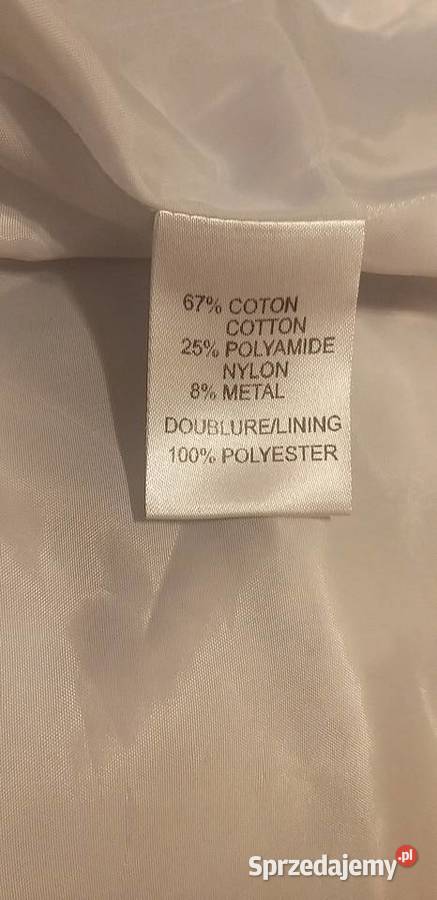 67% COTON
COTTON
25% POLYAMIDE
NYLON
8% METAL
DOUBLURE/LINING
100% POLYESTER
Sprzedajemy.pl